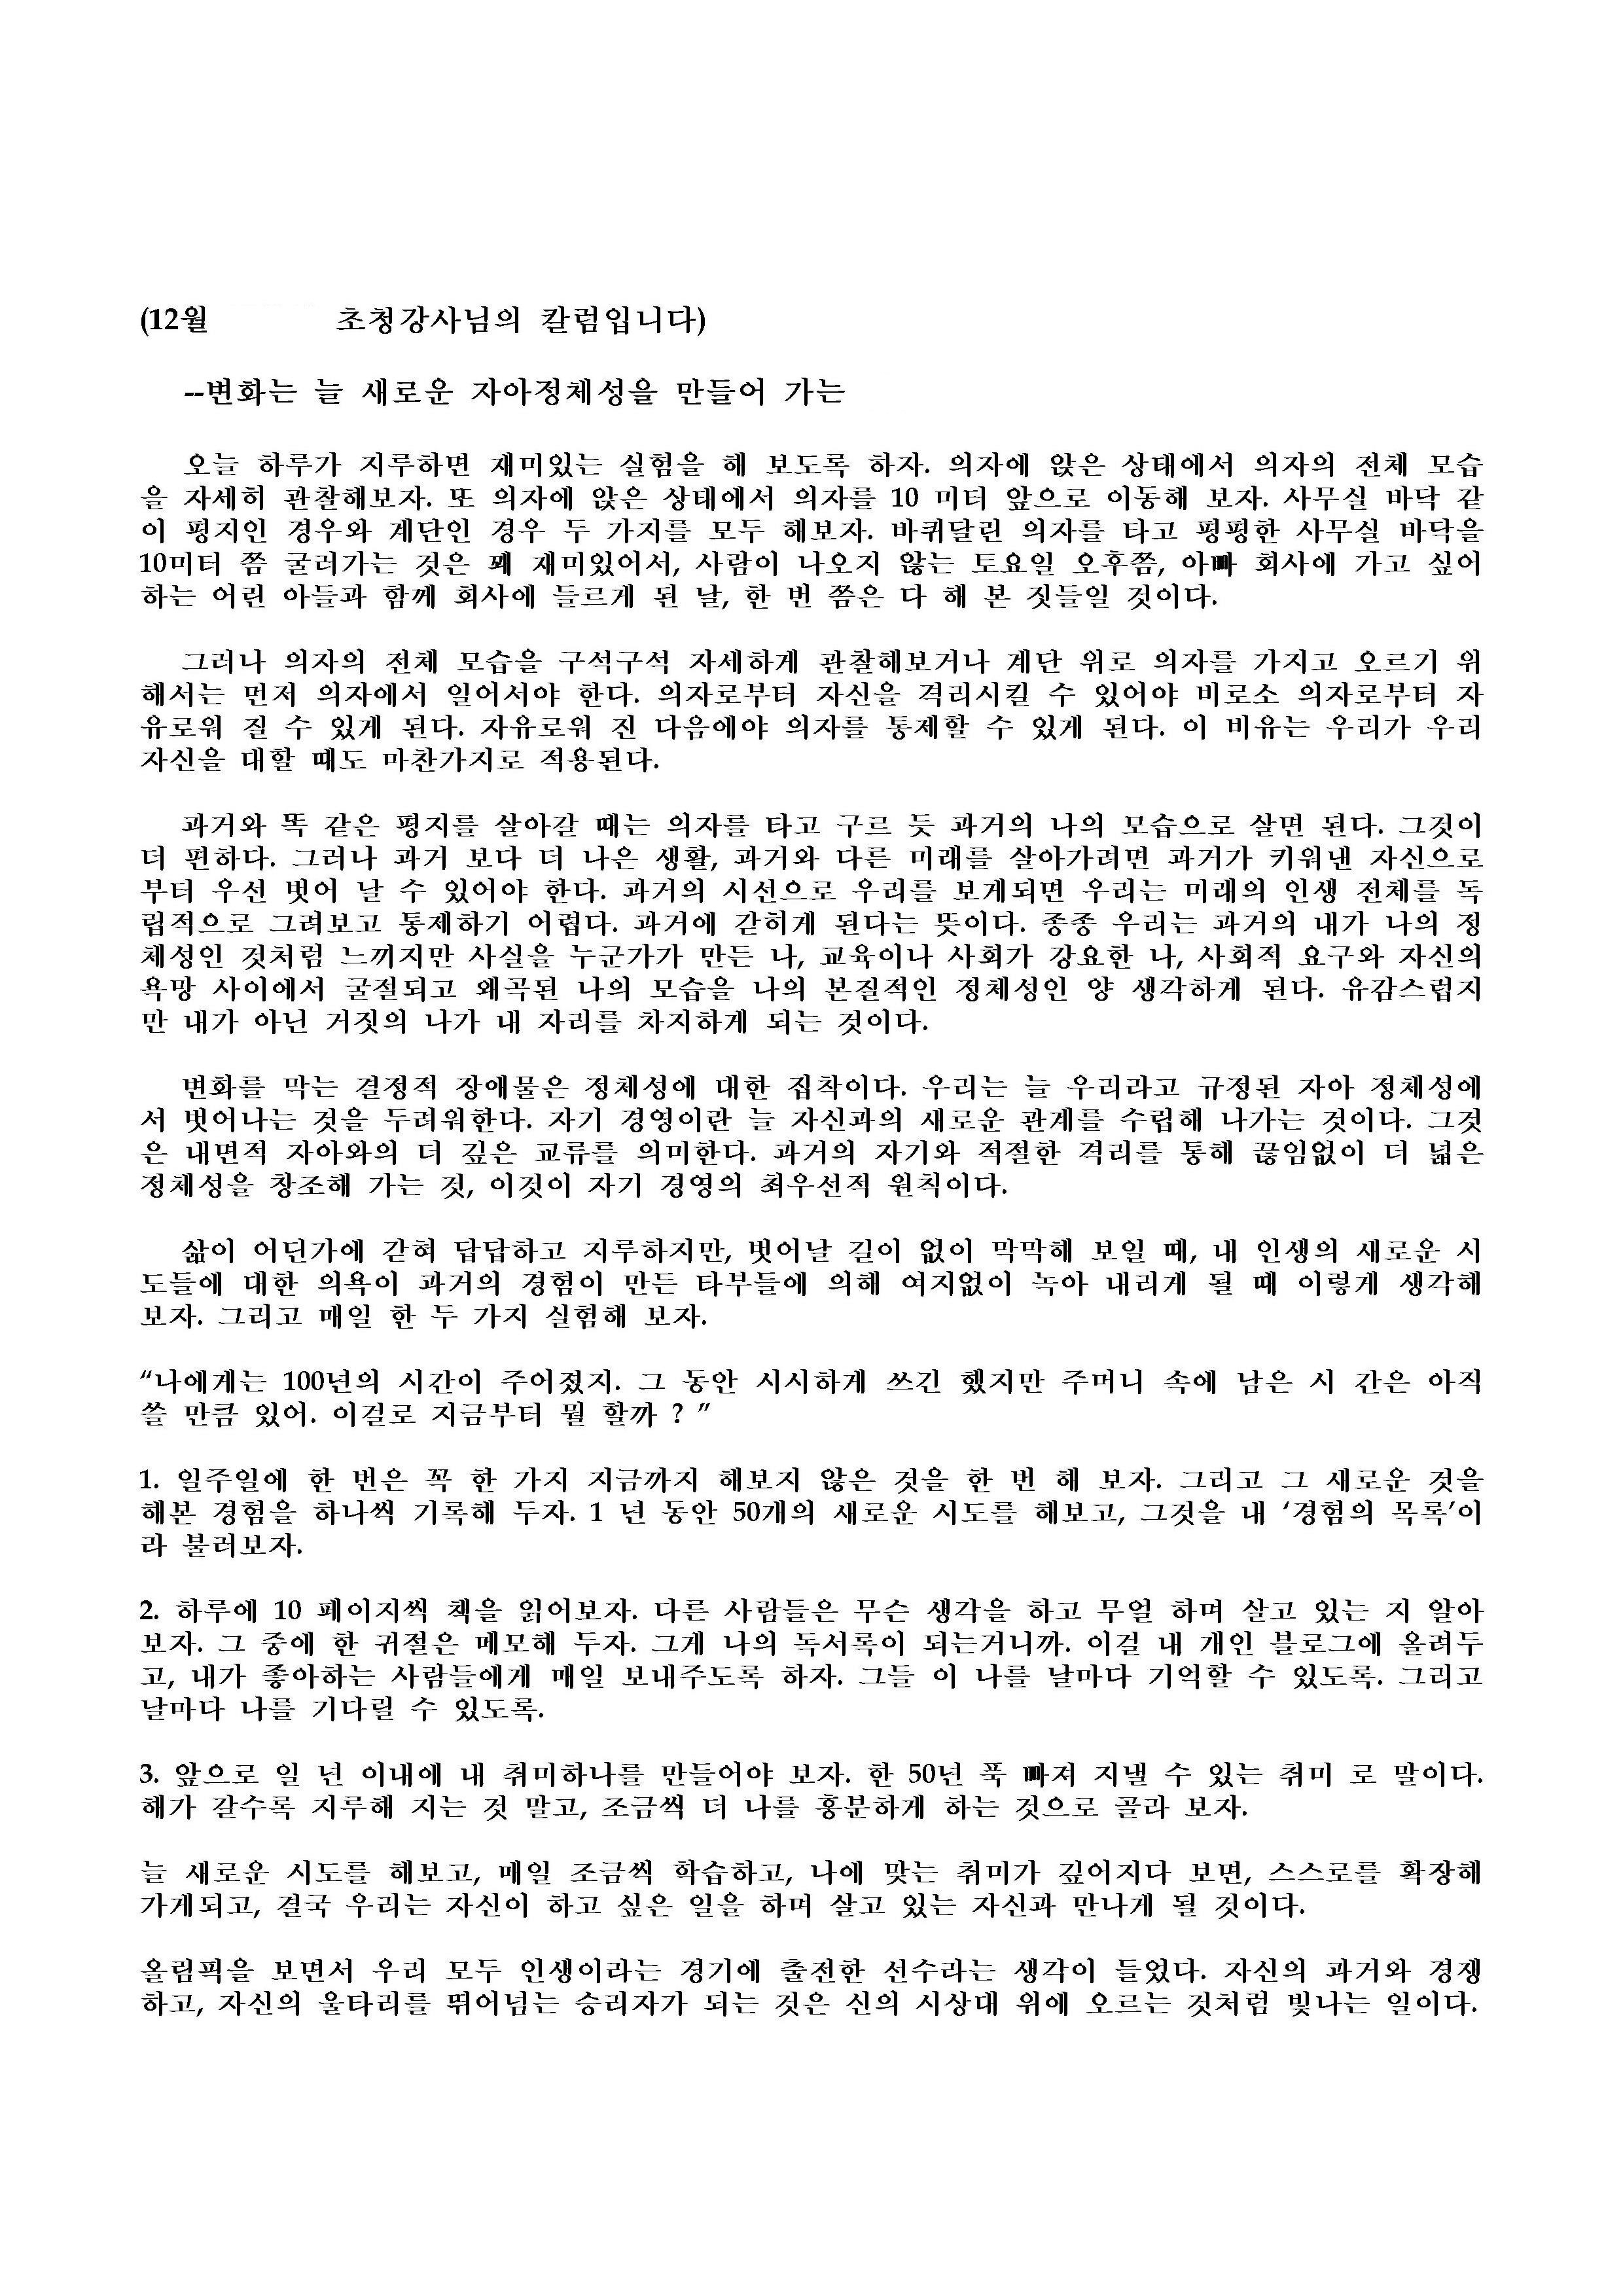 (12월 초청강사님의 칼럼입니다)
--변화는 늘 새로운 자아정체성을 만들어 가는
오늘 하루가 지루하면 재미있는 실험을 해 보도록 하자. 의자에 앉은 상태에서 의자의 전체 모습
을 자세히 관찰해보자. 또 의자에 앉은 상태에서 의자를 10 미터 앞으로 이동해 보자. 사무실 바닥 같
이 평지인 경우와 계단인 경우 두 가지를 모두 해보자. 바퀴달린 의자를 타고 평평한 사무실 바닥을
10미터 쯤 굴러가는 것은 꽤 재미있어서, 사람이 나오지 않는 토요일 오후쯤, 아빠 회사에 가고 싶어
하는 어린 아들과 함께 회사에 들르게 된 날, 한 번 쯤은 다 해 본 짓들일 것이다.
그러나 의자의 전체 모습을 구석구석 자세하게 관찰해보거나 계단 위로 의자를 가지고 오르기 위
해서는 먼저 의자에서 일어서야 한다. 의자로부터 자신을 격리시킬 수 있어야 비로소 의자로부터 자
유로워 질 수 있게 된다. 자유로워 진 다음에야 의자를 통제할 수 있게 된다. 이 비유는 우리가 우리
자신을 대할 때도 마찬가지로 적용된다.
과거와 똑 같은 평지를 살아갈 때는 의자를 타고 구르 듯 과거의 나의 모습으로 살면 된다. 그것이
더 편하다. 그러나 과거 보다 더 나은 생활, 과거와 다른 미래를 살아가려면 과거가 키워낸 자신으로
부터 우선 벗어 날 수 있어야 한다. 과거의 시선으로 우리를 보게되면 우리는 미래의 인생 전체를 독
립적으로 그려보고 통제하기 어렵다. 과거에 갇히게 된다는 뜻이다. 종종 우리는 과거의 내가 나의 정
체성인 것처럼 느끼지만 사실을 누군가가 만든 나, 교육이나 사회가 강요한 나, 사회적 요구와 자신의
욕망 사이에서 굴절되고 왜곡된 나의 모습을 나의 본질적인 정체성인 양 생각하게 된다. 유감스럽지
만 내가 아닌 거짓의 나가 내 자리를 차지하게 되는 것이다.
변화를 막는 결정적 장애물은 정체성에 대한 집착이다. 우리는 늘 우리라고 규정된 자아 정체성에
서 벗어나는 것을 두려워한다. 자기 경영이란 늘 자신과의 새로운 관계를 수립해 나가는 것이다. 그것
은 내면적 자아와의 더 깊은 교류를 의미한다. 과거의 자기와 적절한 격리를 통해 끊임없이 더 넓은
정체성을 창조해 가는 것, 이것이 자기 경영의 최우선적 원칙이다.
삶이 어딘가에 갇혀 답답하고 지루하지만, 벗어날 길이 없이 막막해 보일 때, 내 인생의 새로운 시
도들에 대한 의욕이 과거의 경험이 만든 타부들에 의해 여지없이 녹아 내리게 될 때 이렇게 생각해
보자. 그리고 매일 한 두 가지 실험해 보자.
“나에게는 100년의 시간이 주어졌지. 그 동안 시시하게 쓰긴 했지만 주머니 속에 남은 시 간은 아직
쓸 만큼 있어. 이걸로 지금부터 뭘 할까 ? ”
1. 일주일에 한 번은 꼭 한 가지 지금까지 해보지 않은 것을 한 번 해 보자. 그리고 그 새로운 것을
해본 경험을 하나씩 기록해 두자. 1 년 동안 50개의 새로운 시도를 해보고, 그것을 내 ‘경험의 목록’이
라 불러보자.
2. 하루에 10 페이지씩 책을 읽어보자. 다른 사람들은 무슨 생각을 하고 무얼 하며 살고 있는 지 알아
보자. 그 중에 한 귀절은 메모해 두자. 그게 나의 독서록이 되는거니까. 이걸 내 개인 블로그에 올려두
고, 내가 좋아하는 사람들에게 매일 보내주도록 하자. 그들 이 나를 날마다 기억할 수 있도록. 그리고
날마다 나를 기다릴 수 있도록.
3. 앞으로 일 년 이내에 내 취미하나를 만들어야 보자. 한 50년 푹 빠져 지낼 수 있는 취미 로 말이다.
해가 갈수록 지루해 지는 것 말고, 조금씩 더 나를 흥분하게 하는 것으로 골라 보자.
늘 새로운 시도를 해보고, 매일 조금씩 학습하고, 나에 맞는 취미가 깊어지다 보면, 스스로를 확장해
가게되고, 결국 우리는 자신이 하고 싶은 일을 하며 살고 있는 자신과 만나게 될 것이다.
올림픽을 보면서 우리 모두 인생이라는 경기에 출전한 선수라는 생각이 들었다. 자신의 과거와 경쟁
하고, 자신의 울타리를 뛰어넘는 승리자가 되는 것은 신의 시상대 위에 오르는 것처럼 빛나는 일이다.